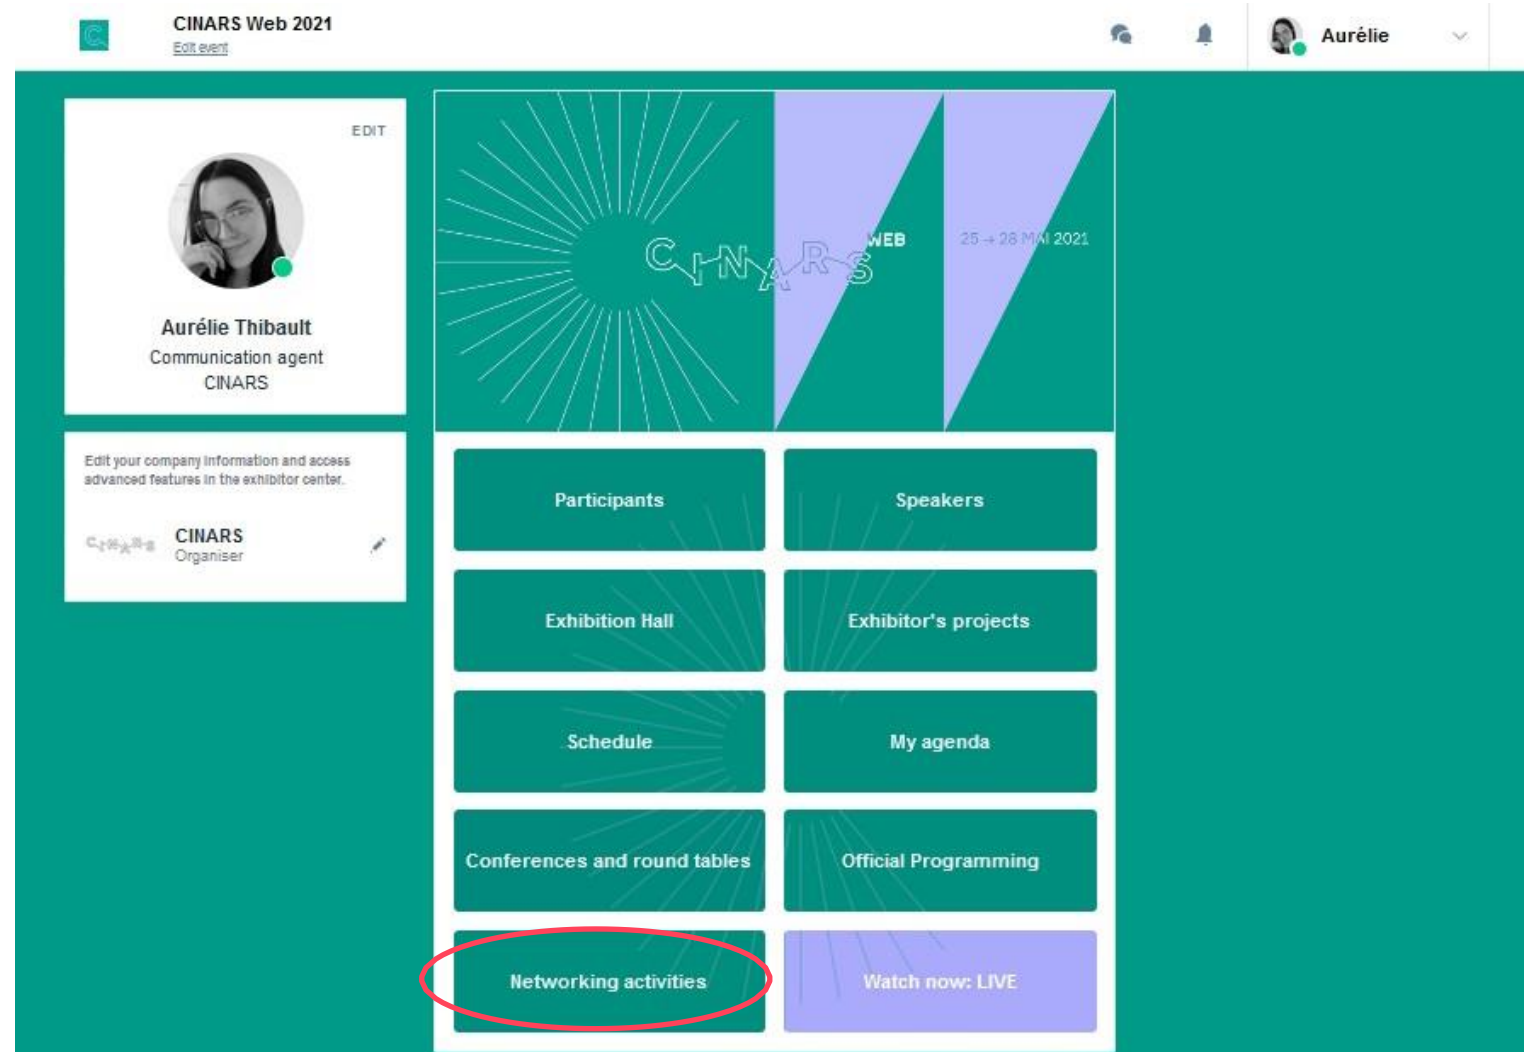 CINARS Web 2021
Edit event
Aurélie
EDIT
Aurélie Thibault
Communication agent
CINARS
Edit your company information and access
advanced features in the exhibitor center.
CINARS
CINARS
Organiser
CINARS
WEB
25 → 28 MAI 2021
Participants
Speakers
Exhibition Hall
Exhibitor's projects
Schedule
My agenda
Conferences and round tables
Official Programming
Networking activities
Watch now: LIVE